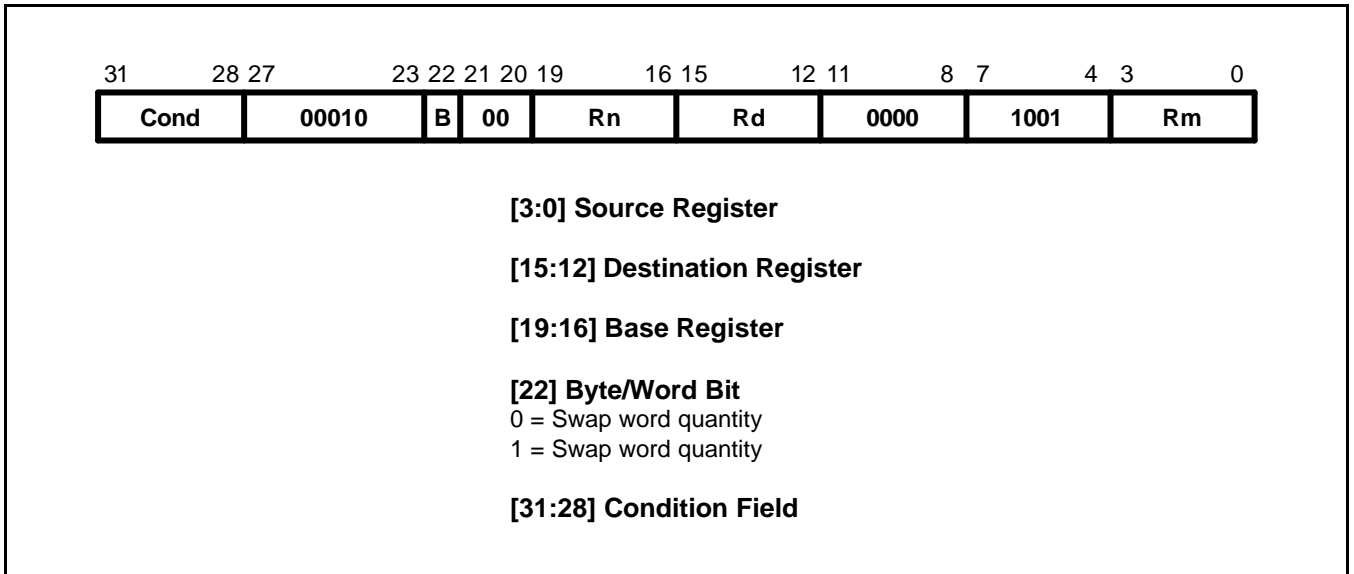 31 28 27 23 22 21 20 19 16 15 12 11 8 7 4 3 0
Cond 00010 B 00 Rn Rd 0000 1001 Rm
[3:0] Source Register
[15:12] Destination Register
[19:16] Base Register
[22] Byte/Word Bit
0 = Swap word quantity
1 = Swap word quantity
[31:28] Condition Field